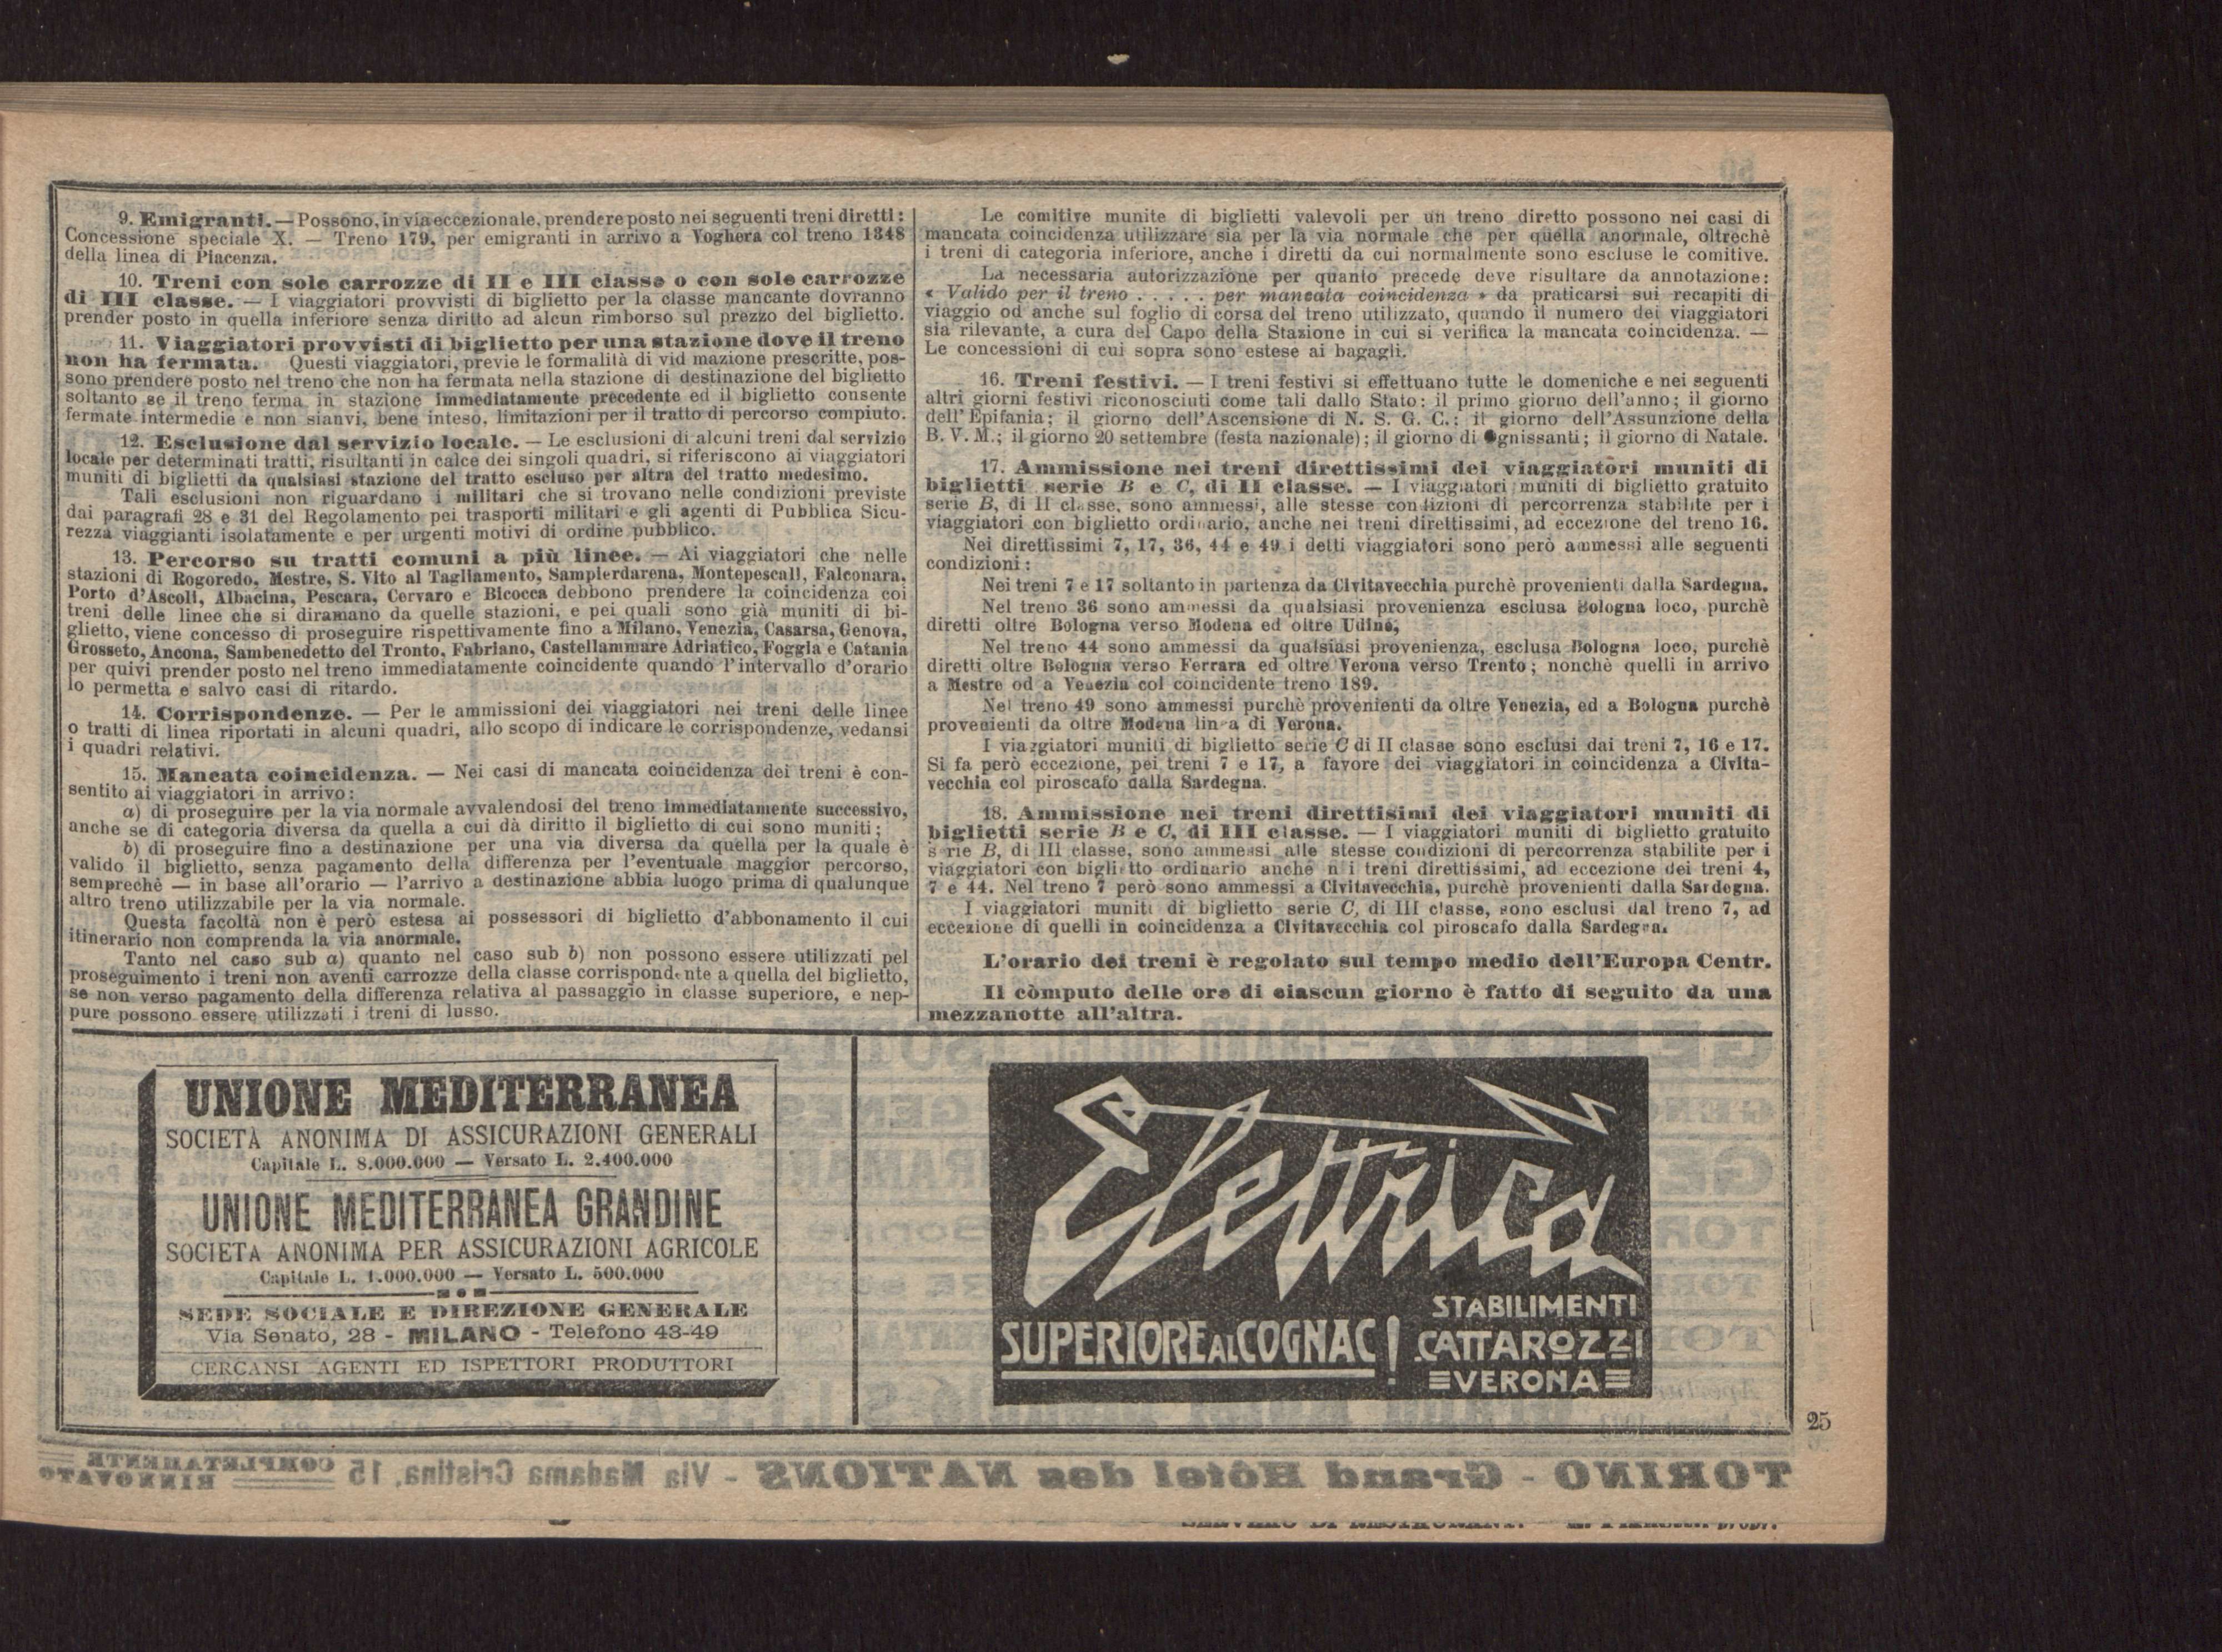 9. Emigranti. — Possono, in via eccezionale, prendere posto nei seguenti treni diretti:
Concessione speciale X. — Treno 179, per emigranti in arrivo a Voghera col treno 1348
della linea di Piacenza.
10. Treni con sole carrozze di II e III classe o con sole carrozze
di III classe. — I viaggiatori provvisti di biglietto per la classe mancante dovranno
prender posto in quella inferiore senza diritto ad alcun rimborso sul prezzo del biglietto.
11. Viaggiatori provvisti di biglietto per una stazione dove il treno
non ha fermata. Questi viaggiatori, previe le formalilà di vid mazione prescritte, pos-
sono prendere posto nel treno che non ha fermata nella stazione di destinazione del biglietto
soltanto se il treno ferma in stazione immediatamente precedente ed il biglietto consente
fermate intermedie e non sianvi, bene inteso, limitazioni per il tratto di percorso compiuto.
12. Esclusione dal servizio locale. — Le esclusioni di alcuni treni dal servizio
locale per determinati tratti, risultanti in calce dei singoli quadri, si riferiscono ai viaggiatori
muniti di biglietti da qualsiasi stazione del tratto escluso per altra del tratto medesimo.
Tali esclusioni non riguardano i militari che si trovano nelle condizioni previste
dai paragrafi 28 e 31 del Regolamento pei trasporti militari e gli agenti di Pubblica Sicu-
rezza viaggianti isolatamente e per urgenti motivi di ordine pubblico.
13. Percorso su tratti comuni a più linee. — Ai viaggiatori che nelle
stazioni di Rogoredo, Mestre, S. Vito al Tagliamento, Sampierdarena, Montepescali, Falconara,
Porto d'Ascoli, Albacina, Pescara, Cervaro e Bicocca debbono prendere la coincidenza coi
treni delle linee che si diramano da quelle stazioni, e pei quali sono già muniti di bi-
glietto, viene concesso di proseguire rispettivamente fino a Milano, Venezia, Casarsa, Genova,
Grosseto, Ancona, Sambenedetto del Tronto, Fabriano, Castellammare Adriatico, Foggia e Catania
per quivi prender posto nel treno immediatamente coincidente quando l'intervallo d'orario
lo permetta e salvo casi di ritardo.
14. Corrispondenze. — Per le ammissioni dei viaggiatori nei treni delle linee
o tratti di linea riportati in alcuni quadri, allo scopo di indicare le corrispondenze, vedansi
i quadri relativi.
15. Mancata coincidenza. — Nei casi di mancata coincidenza dei treni è con-
sentito ai viaggiatori in arrivo:
a) di proseguire per la via normale avvalendosi del treno immediatamente successivo,
anche se di categoria diversa da quella a cui dà diritto il biglietto di cui sono muniti;
b) di proseguire fino a destinazione per una via diversa da quella per la quale è
valido il biglietto, senza pagamento della differenza per l'eventuale maggior percorso,
sempreché — in base all'orario — l'arrivo a destinazione abbia luogo prima di qualunque
altro treno utilizzabile per la via normale.
Questa facoltà non è però estesa ai possessori di biglietto d'abbonamento il cui
itinerario non comprenda la via anormale.
Tanto nel caso sub a) quanto nel caso sub b) non possono essere utilizzati pel
proseguimento i treni non aventi carrozze della classe corrispondente a quella del biglietto,
se non verso pagamento della differenza relativa al passaggio in classe superiore, e nep-
pure possono essere utilizzati i treni di lusso.
Le comitive munite di biglietti valevoli per un treno diretto possono nei casi di
mancata coincidenza utilizzare sia per la via normale che per quella anormale, oltrechè
i treni di categoria inferiore, anche i diretti da cui normalmente sono escluse le comitive.
La necessaria autorizzazione per quanto precede deve risultare da annotazione:
« Valido per il treno . . . . . per mancata coincidenza » da praticarsi sui recapiti di
viaggio od anche sul foglio di corsa del treno utilizzato, quando il numero dei viaggiatori
sia rilevante, a cura del Capo della Stazione in cui si verifica la mancata coincidenza. —
Le concessioni di cui sopra sono estese ai bagagli.
16. Treni festivi. — I treni festivi si effettuano tutte le domeniche e nei seguenti
altri giorni festivi riconosciuti come tali dallo Stato: il primo giorno dell'anno; il giorno
dell'Epifania; il giorno dell'Ascensione di N. S. G. C.; il giorno dell'Assunzione della
B. V. M.; il giorno 20 settembre (festa nazionale); il giorno di Ognissanti; il giorno di Natale.
17. Ammissione nei treni direttissimi dei viaggiatori muniti di
biglietti serie B e C, di II classe. — I viaggiatori muniti di biglietto gratuito
serie B, di II classe, sono ammessi, alle stesse condizioni di percorrenza stabilite per i
viaggiatori con biglietto ordinario, anche nei treni direttissimi, ad eccezione del treno 16.
Nei direttissimi 7, 17, 36, 44 e 49 i detti viaggiatori sono però ammessi alle seguenti
condizioni:
Nei treni 7 e 17 soltanto in partenza da Civitavecchia purchè provenienti dalla Sardegna.
Nel treno 36 sono ammessi da qualsiasi provenienza esclusa Bologna loco, purchè
diretti oltre Bologna verso Modena ed oltre Udine,
Nel treno 44 sono ammessi da qualsiasi provenienza, esclusa Bologna loco, purchè
diretti oltre Bologna verso Ferrara ed oltre Verona verso Trento; nonchè quelli in arrivo
a Mestre od a Venezia col coincidente treno 189.
Nel treno 49 sono ammessi purchè provenienti da oltre Venezia, ed a Bologna purchè
provenienti da oltre Modena linea di Verona.
I viaggiatori muniti di biglietto serie C di II classe sono esclusi dai treni 7, 16 e 17.
Si fa però eccezione, pei treni 7 e 17, a favore dei viaggiatori in coincidenza a Civita-
vecchia col piroscafo dalla Sardegna.
18. Ammissione nei treni direttisimi dei viaggiatori muniti di
biglietti serie B e C, di III classe. — I viaggiatori muniti di biglietto gratuito
serie B, di III classe, sono ammessi alle stesse condizioni di percorrenza stabilite per i
viaggiatori con biglietto ordinario anche nei treni direttissimi, ad eccezione dei treni 4,
7 e 44. Nel treno 7 però sono ammessi a Civitavecchia, purchè provenienti dalla Sardegna.
I viaggiatori muniti di biglietto serie C, di III classe, sono esclusi dal treno 7, ad
eccezione di quelli in coincidenza a Civitavecchia col piroscafo dalla Sardegna.
L'orario dei treni è regolato sul tempo medio dell'Europa Centr.
Il còmputo delle ore di ciascun giorno è fatto di seguito da una
mezzanotte all'altra.
UNIONE MEDITERRANEA
SOCIETÀ ANONIMA DI ASSICURAZIONI GENERALI
Capitale L. 8.000.000 — Versato L. 2.400.000
UNIONE MEDITERRANEA GRANDINE
SOCIETA ANONIMA PER ASSICURAZIONI AGRICOLE
Capitale L. 1.000.000 — Versato L. 500.000
SEDE SOCIALE E DIREZIONE GENERALE
Via Senato, 28 - MILANO - Telefono 43-49
CERCANSI AGENTI ED ISPETTORI PRODUTTORI
Elettrica
SUPERIORE AL COGNAC!
STABILIMENTI
CATTAROZZI
VERONA
25
TORINO - Grand Hôtel des NATIONS - Via Madama Cristina, 15
COMPLETAMENTE
RINNOVATO